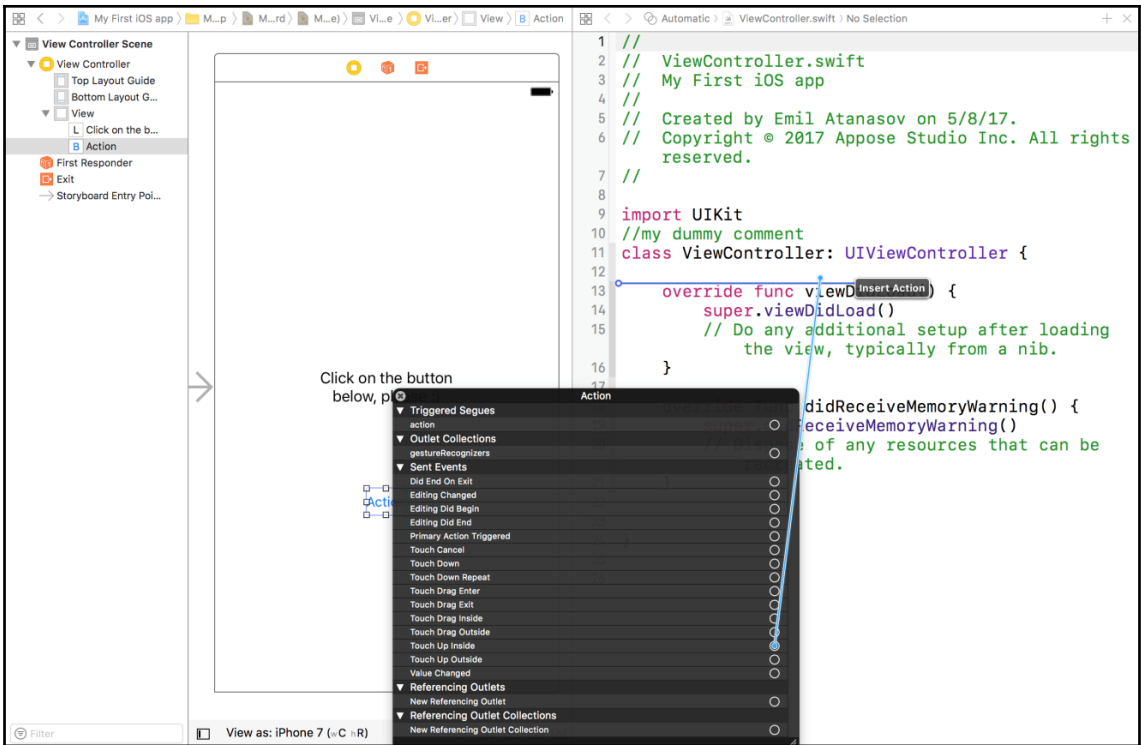 My First iOS app
M...p
M...rd
M...e)
Vi...e
Vi...er
View
B Action
Automatic
ViewController.swift
No Selection
View Controller Scene
View Controller
Top Layout Guide
Bottom Layout G...
View
L Click on the b...
B Action
First Responder
Exit
Storyboard Entry Poi...
Filter
Click on the button
below, pl
Acti
View as: iPhone 7 (wC hR)
1 //
2 // ViewController.swift
3 // My First iOS app
4 //
5 // Created by Emil Atanasov on 5/8/17.
6 // Copyright © 2017 Appose Studio Inc. All rights
reserved.
7 //
8
9 import UIKit
10 //my dummy comment
11 class ViewController: UIViewController {
12
13 override func viewDidLoad() {
Insert Action
14 super.viewDidLoad()
15 // Do any additional setup after loading
the view, typically from a nib.
16 }
17
didReceiveMemoryWarning() {
ReceiveMemoryWarning()
of any resources that can be
ated.
Action
Triggered Segues
action
Outlet Collections
gestureRecognizers
Sent Events
Did End On Exit
Editing Changed
Editing Did Begin
Editing Did End
Primary Action Triggered
Touch Cancel
Touch Down
Touch Down Repeat
Touch Drag Enter
Touch Drag Exit
Touch Drag Inside
Touch Drag Outside
Touch Up Inside
Touch Up Outside
Value Changed
Referencing Outlets
New Referencing Outlet
Referencing Outlet Collections
New Referencing Outlet Collection